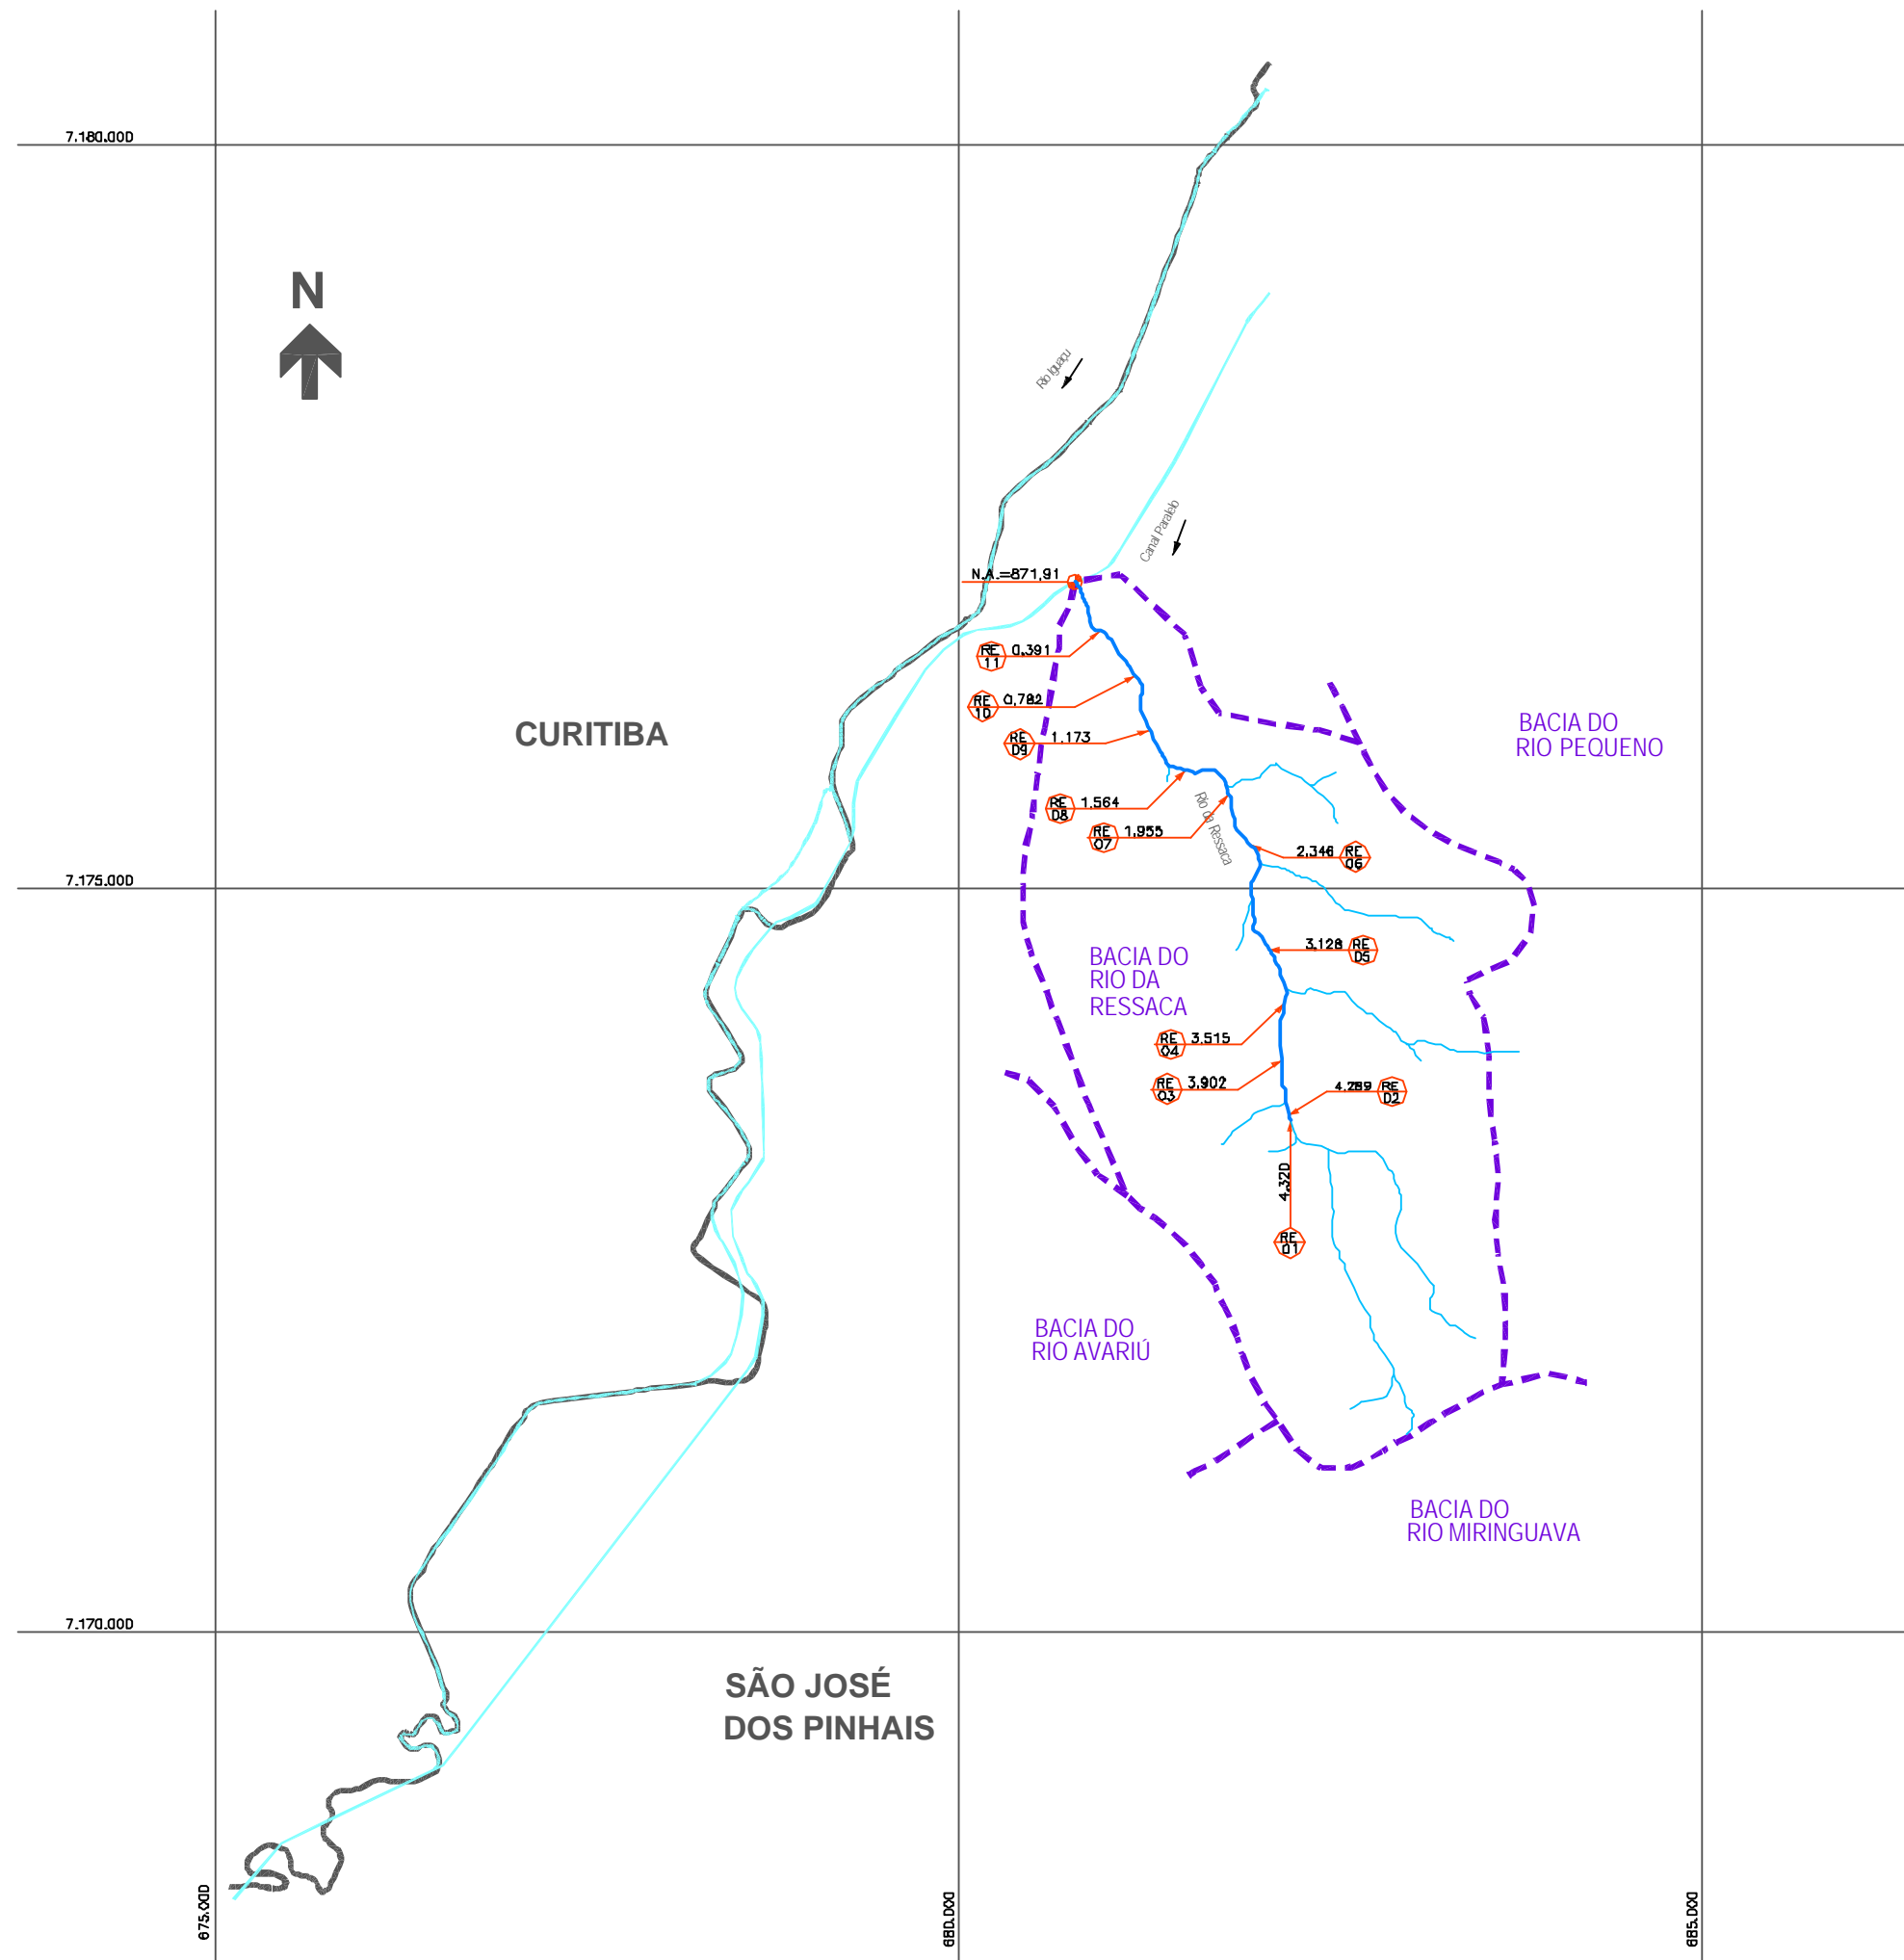 7.180.000
N
Rio Iguaçu
Canal Paralelo
N.A.=871,91
RE 11 0,391
RE 10 0,782
RE 09 1.173
CURITIBA
BACIA DO
RIO PEQUENO
RE 08 1.564
RE 07 1,955
Rio da Ressaca
2,346 RE 06
7.175.000
3.128 RE 05
BACIA DO
RIO DA
RESSACA
RE 04 3.515
RE 03 3.902
4.289 RE 02
4.320
RE 01
BACIA DO
RIO AVARIÚ
BACIA DO
RIO MIRINGUAVA
7.170.000
SÃO JOSÉ
DOS PINHAIS
675.000
680.000
685.000